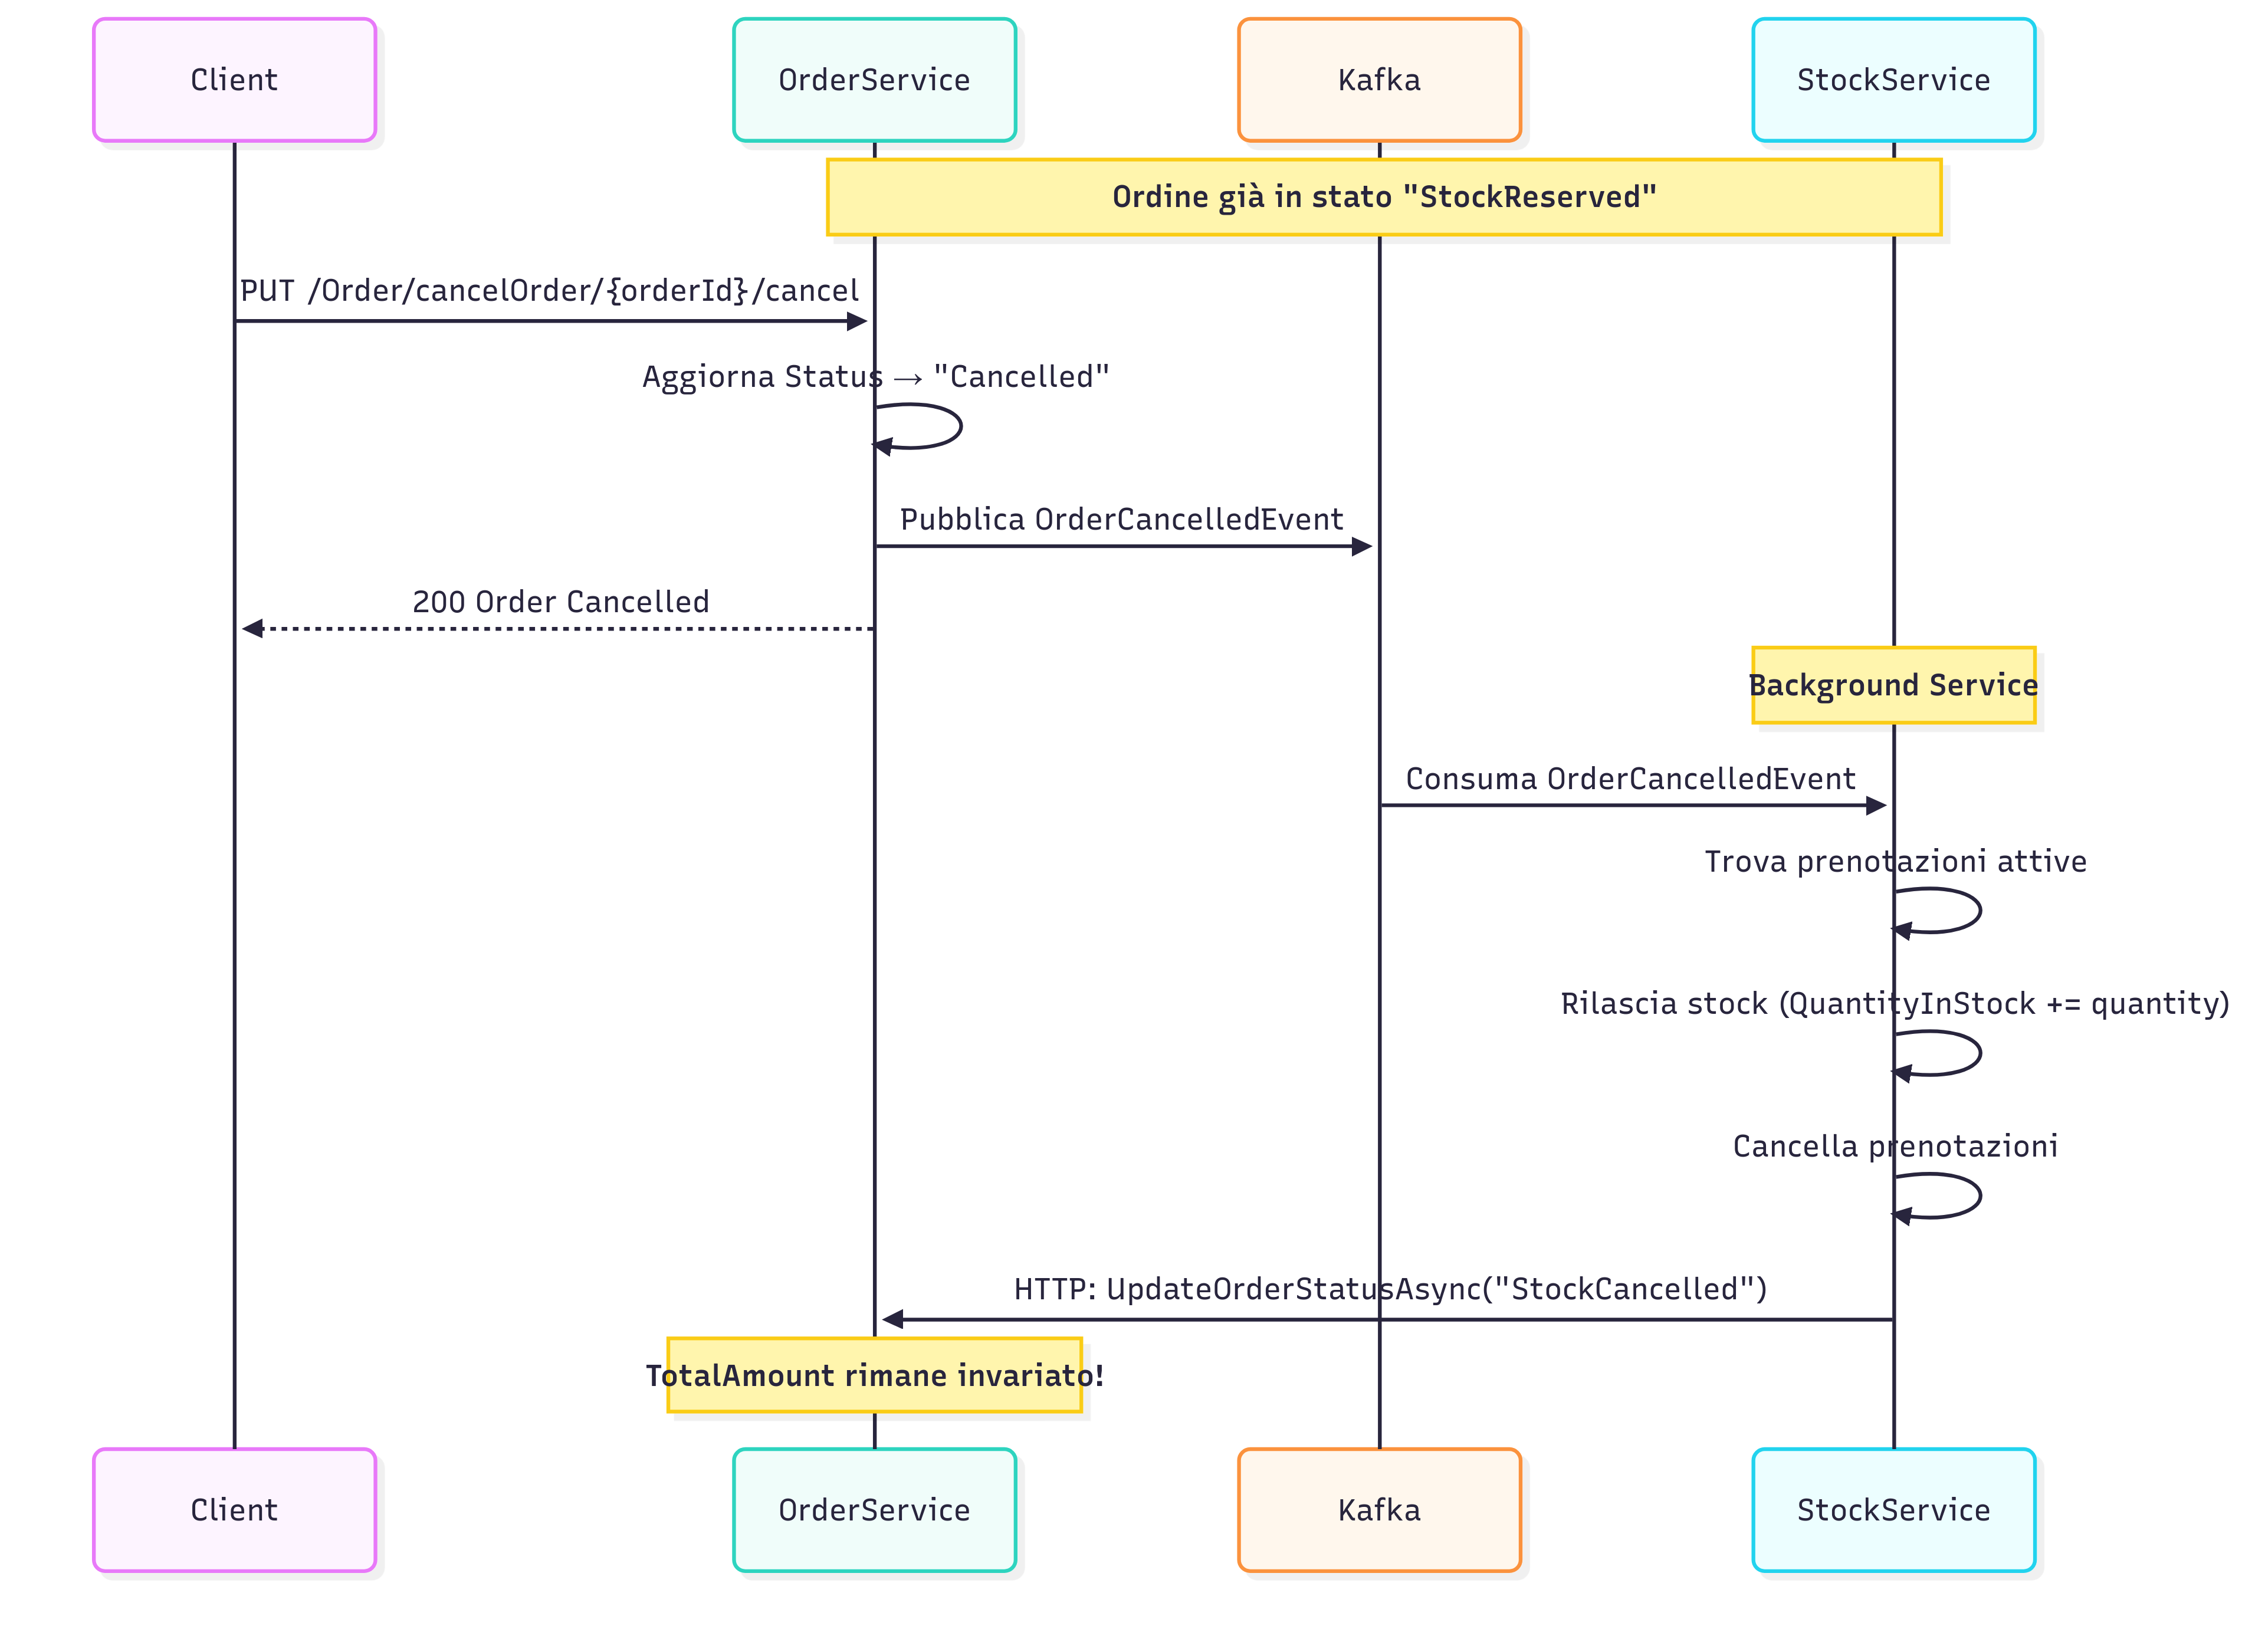 Client
OrderService
Kafka
StockService
Ordine già in stato "StockReserved"
PUT /Order/cancelOrder/{orderId}/cancel
Aggiorna Status → "Cancelled"
Pubblica OrderCancelledEvent
200 Order Cancelled
Background Service
Consuma OrderCancelledEvent
Trova prenotazioni attive
Rilascia stock (QuantityInStock += quantity)
Cancella prenotazioni
HTTP: UpdateOrderStatusAsync("StockCancelled")
TotalAmount rimane invariato!
Client
OrderService
Kafka
StockService